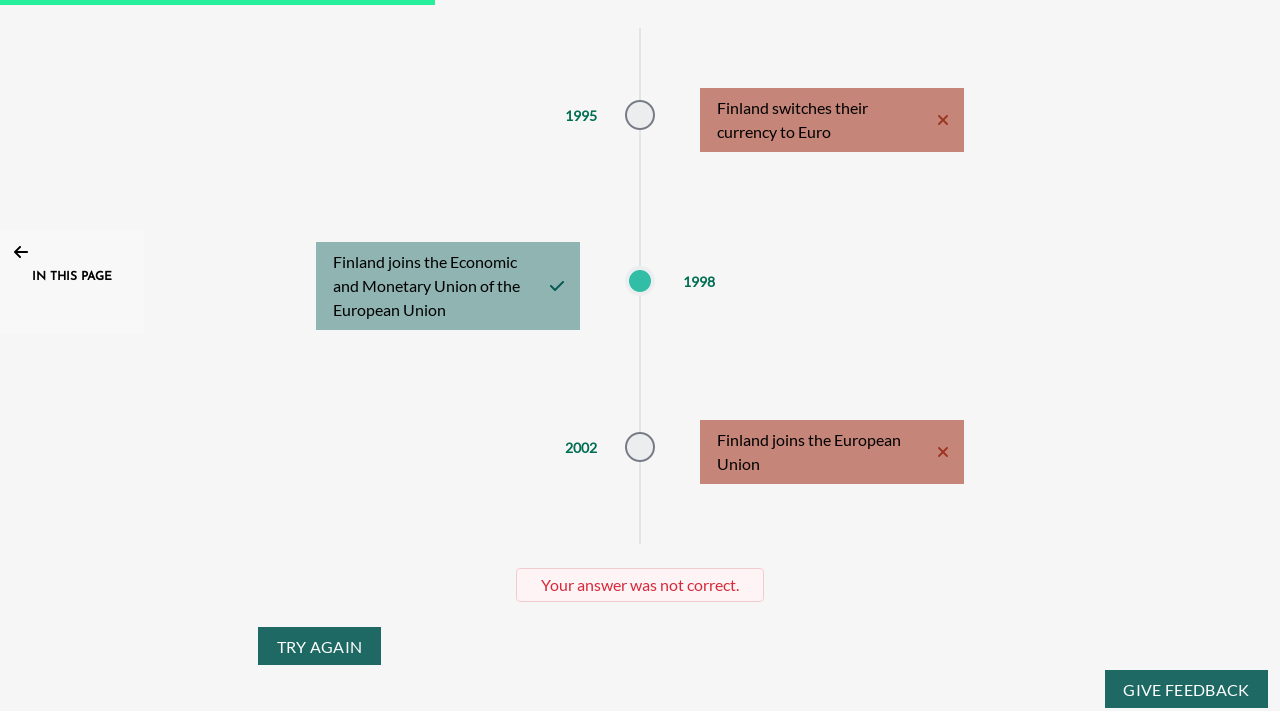 1995
Finland switches their
currency to Euro
IN THIS PAGE
Finland joins the Economic
and Monetary Union of the
European Union
1998
2002
Finland joins the European
Union
Your answer was not correct.
TRY AGAIN
GIVE FEEDBACK